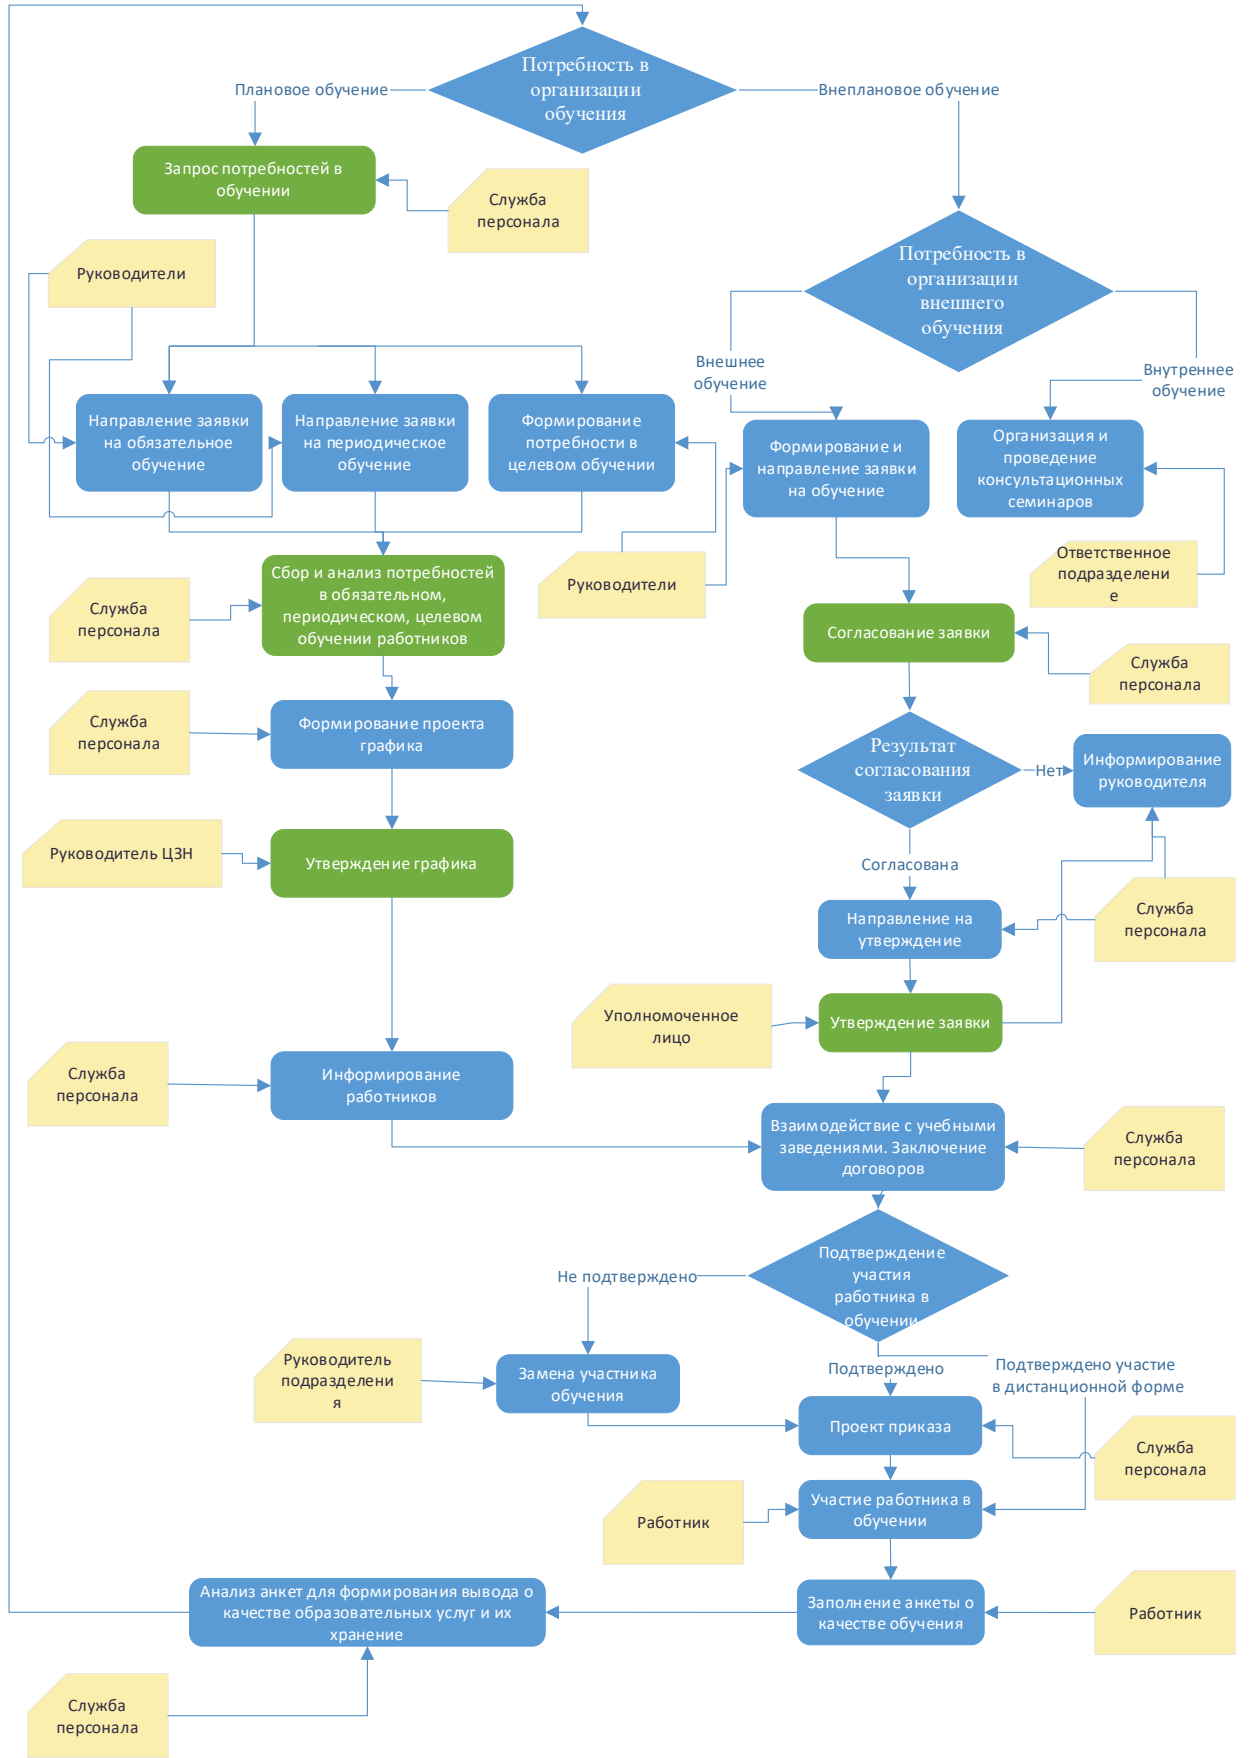 Потребность в
организации
обучения
Плановое обучение
Внеплановое обучение
Запрос потребностей в
обучении
Служба
персонала
Руководители
Потребность в
организации
внешнего
обучения
Внешнее
обучение
Внутреннее
обучение
Направление заявки
на обязательное
обучение
Направление заявки
на периодическое
обучение
Формирование
потребности в
целевом обучении
Формирование и
направление заявки
на обучение
Организация и
проведение
консультационных
семинаров
Руководители
Ответственное
подразделени
е
Служба
персонала
Сбор и анализ потребностей
в обязательном,
периодическом, целевом
обучении работников
Согласование заявки
Служба
персонала
Служба
персонала
Формирование проекта
графика
Результат
согласования
заявки
Нет
Информирование
руководителя
Руководитель ЦЗН
Утверждение графика
Согласована
Направление на
утверждение
Служба
персонала
Уполномоченное
лицо
Утверждение заявки
Служба
персонала
Информирование
работников
Взаимодействие с учебными
заведениями. Заключение
договоров
Служба
персонала
Подтверждение
участия
работника в
обучении
Не подтверждено
Руководитель
подразделени
я
Замена участника
обучения
Подтверждено
Подтверждено участие
в дистанционной форме
Проект приказа
Служба
персонала
Работник
Участие работника в
обучении
Анализ анкет для формирования вывода о
качестве образовательных услуг и их
хранение
Заполнение анкеты о
качестве обучения
Работник
Служба
персонала